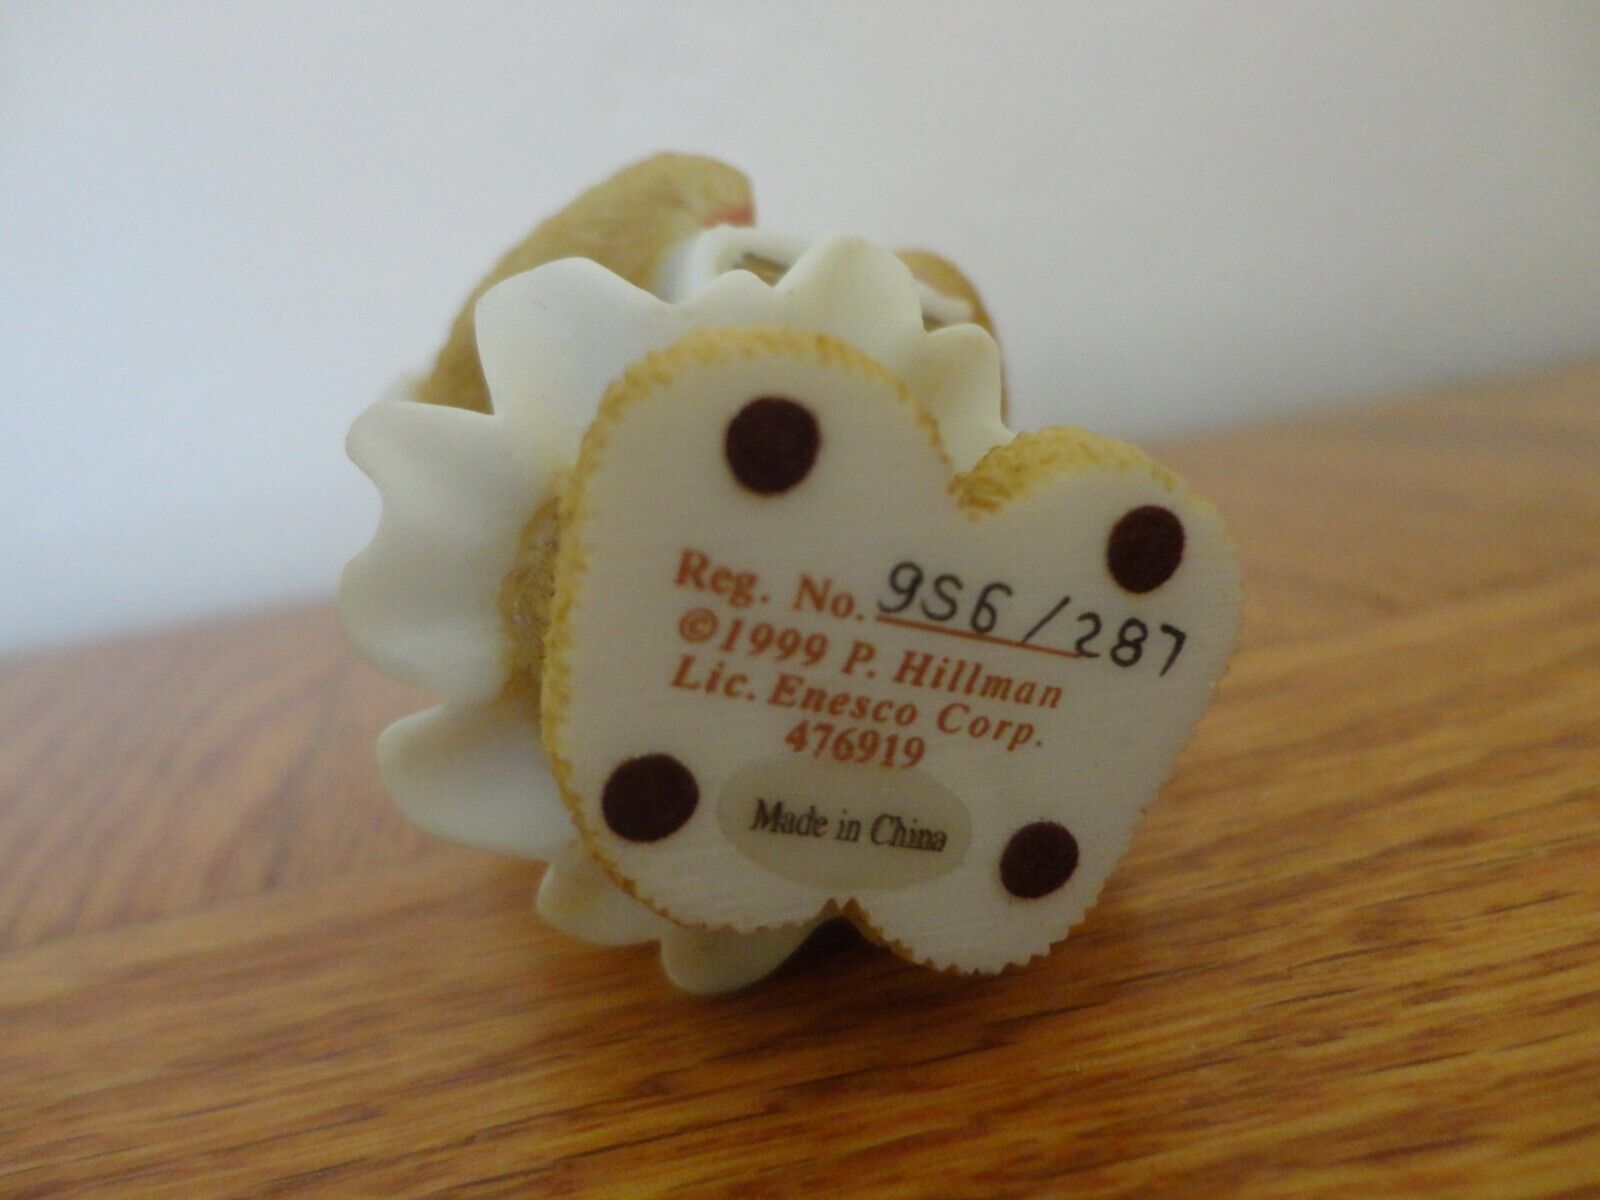 Reg. No. 9S6/287
©1999 P. Hillman
Lic. Enesco Corp.
476919
Made in China